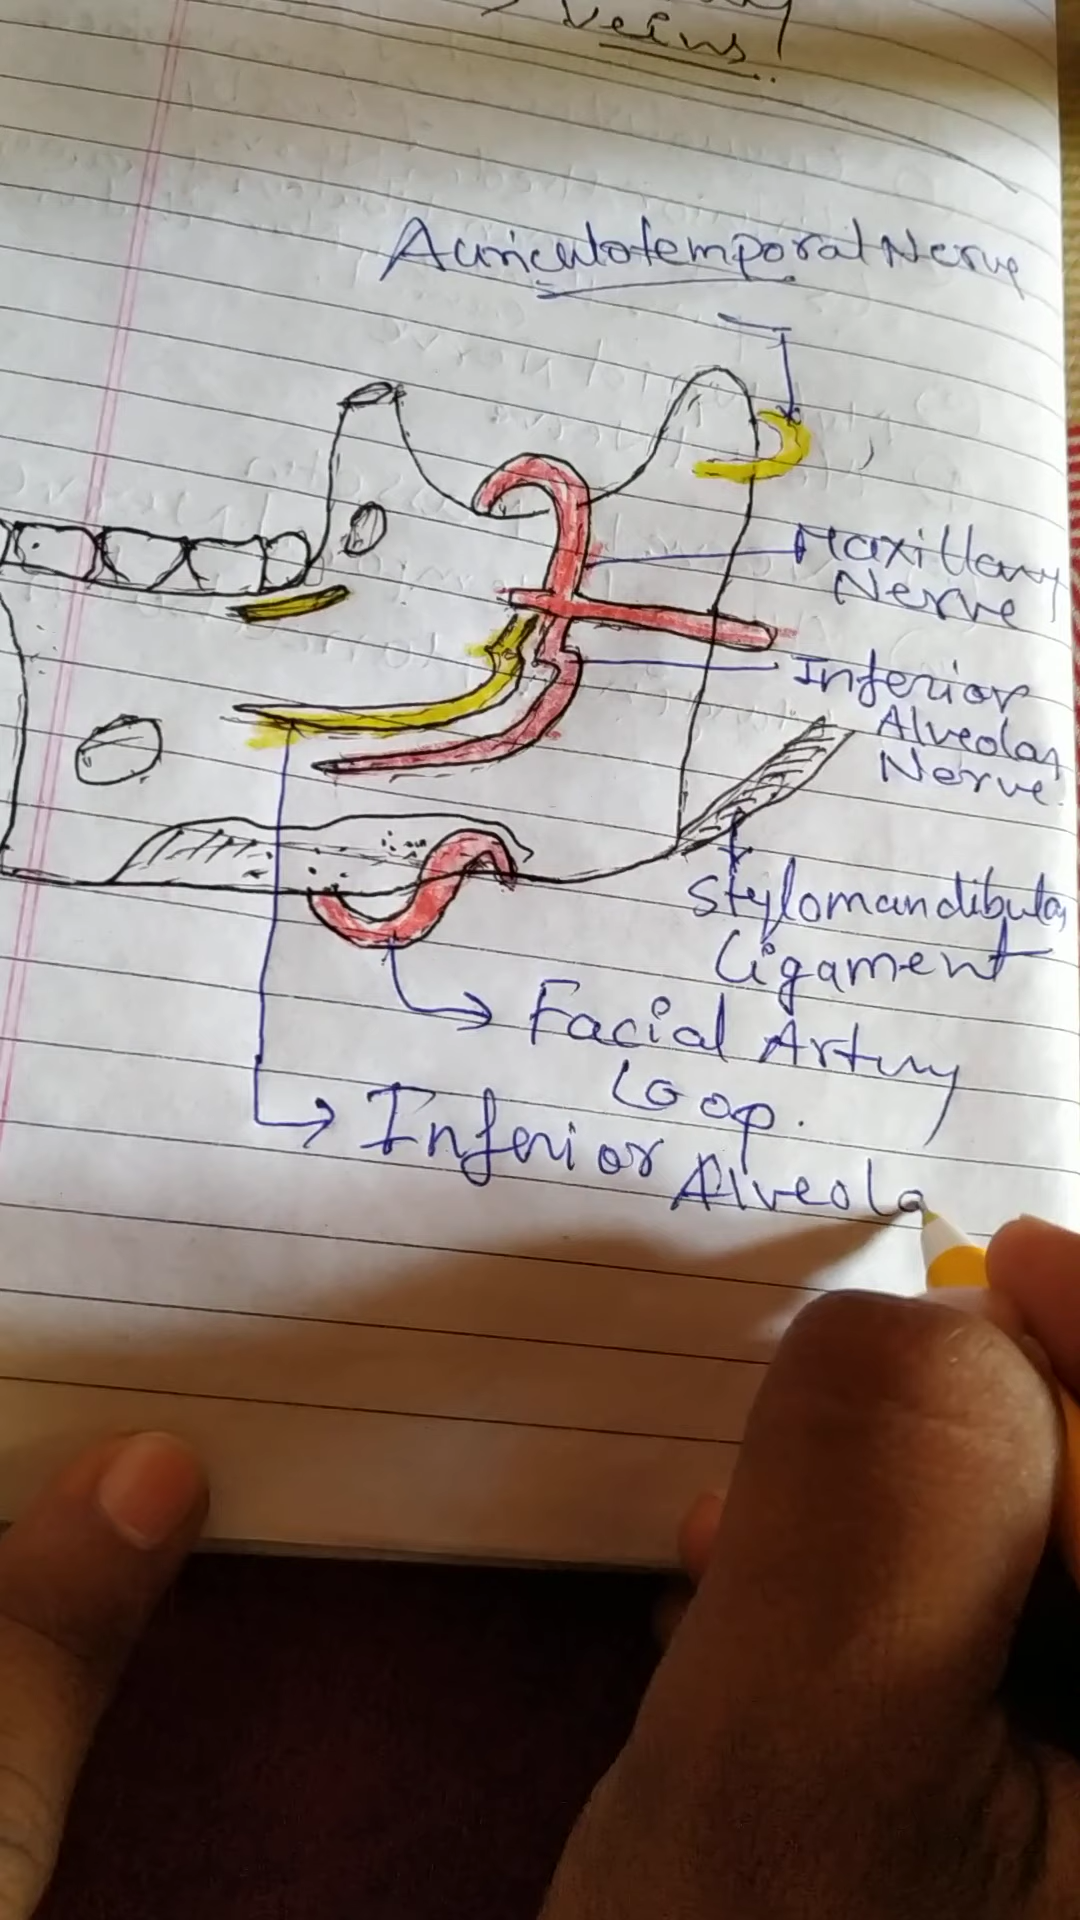 Veins.
Auriculotemporal Nerve
Maxillary
Nerve
Inferior
Alveolar
Nerve.
Stylomandibular
Ligament
Facial Artery
Loop.
Inferior Alveola